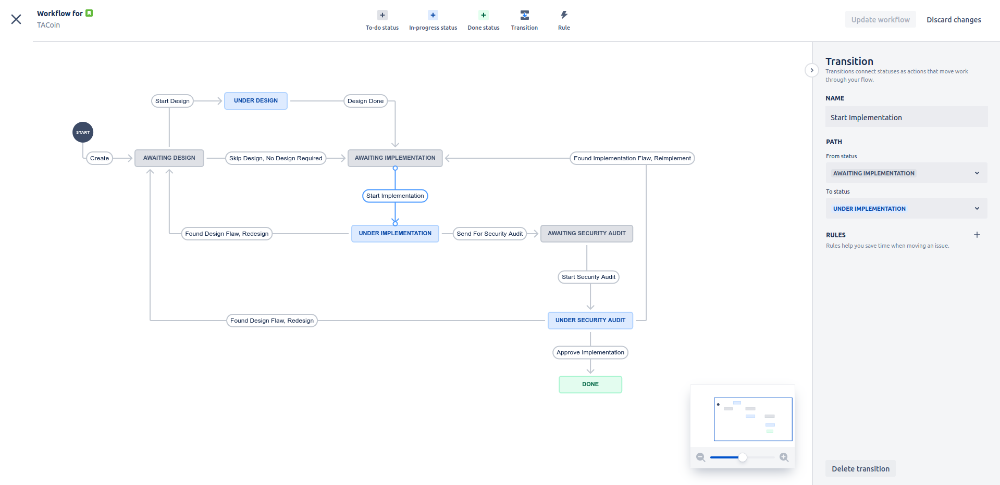 Workflow for
TACoin
To-do status
In-progress status
Done status
Transition
Rule
Update workflow
Discard changes
Start Design
UNDER DESIGN
Design Done
START
Create
AWAITING DESIGN
Skip Design, No Design Required
AWAITING IMPLEMENTATION
Found Implementation Flaw, Reimplement
Start Implementation
Found Design Flaw, Redesign
UNDER IMPLEMENTATION
Send For Security Audit
AWAITING SECURITY AUDIT
Start Security Audit
Found Design Flaw, Redesign
UNDER SECURITY AUDIT
Approve Implementation
DONE
Transition
Transitions connect statuses as actions that move work
through your flow.
NAME
Start Implementation
PATH
From status
AWAITING IMPLEMENTATION
To status
UNDER IMPLEMENTATION
RULES
Rules help you save time when moving an issue.
Delete transition